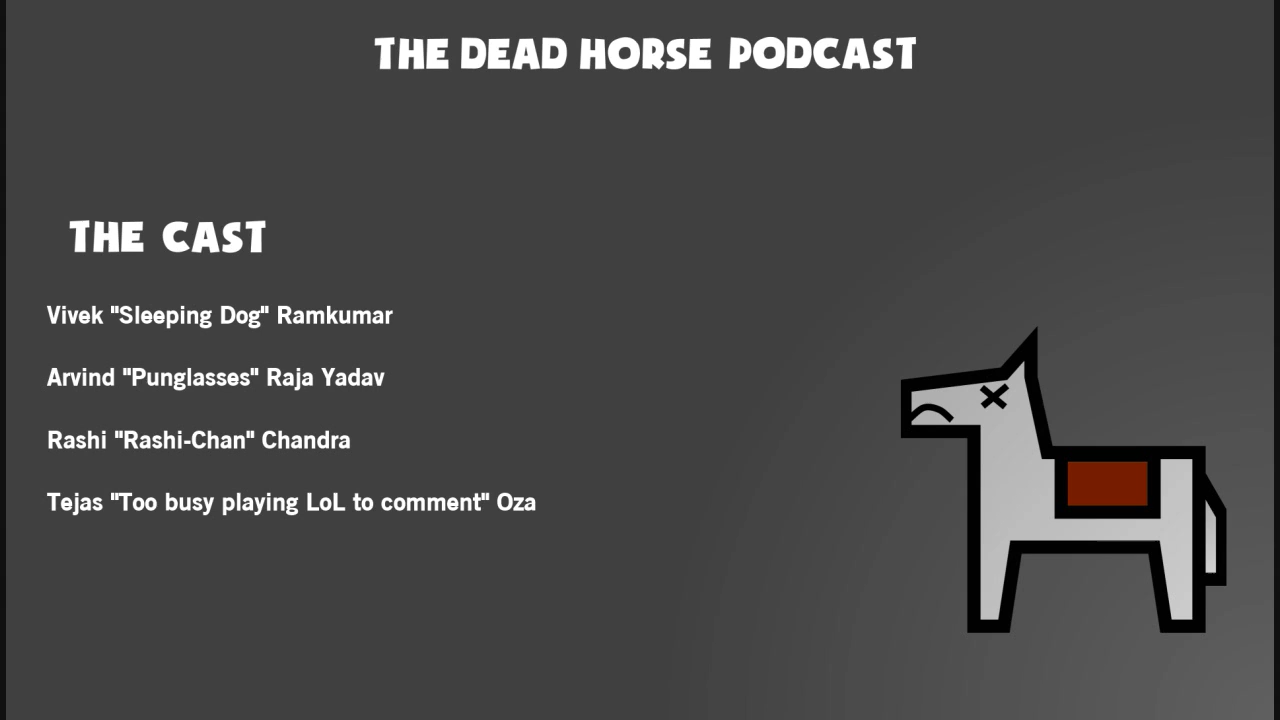 THE DEAD HORSE PODCAST
THE CAST
Vivek "Sleeping Dog" Ramkumar
Arvind "Punglasses" Raja Yadav
Rashi "Rashi-Chan" Chandra
Tejas "Too busy playing LoL to comment" Oza